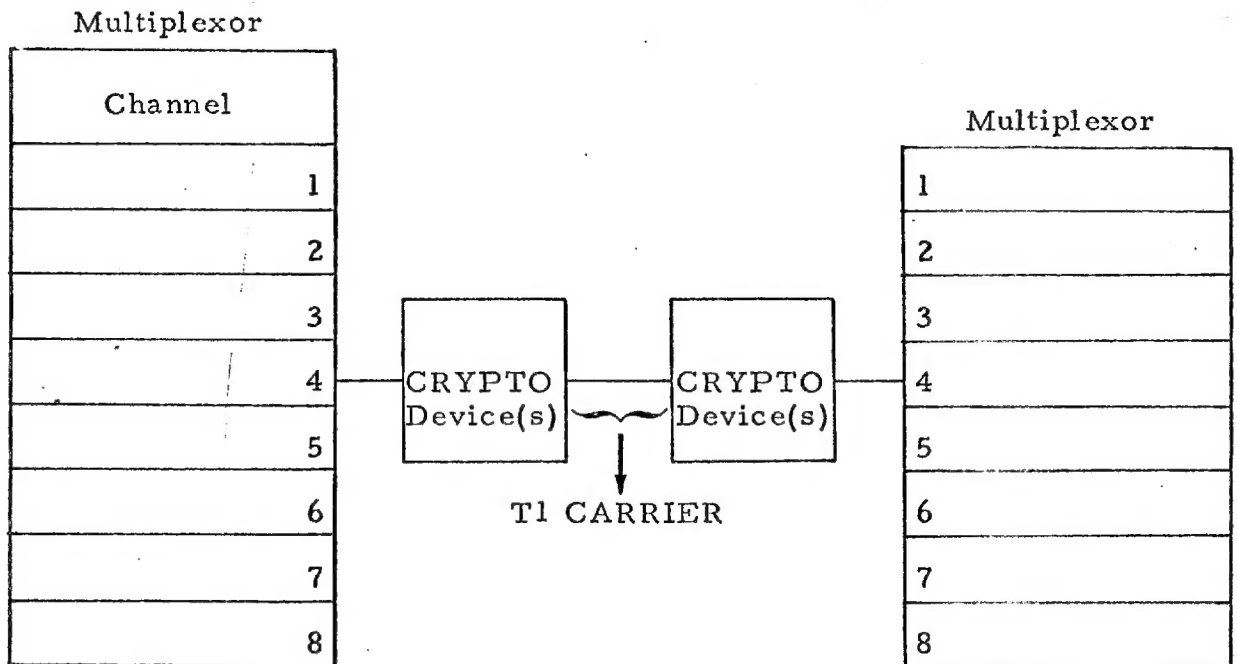 Multiplexor
Channel
Multiplexor
1
1
2
2
3
3
4
CRYPTO
Device(s)
CRYPTO
Device(s)
4
5
5
T1 CARRIER
6
6
7
7
8
8